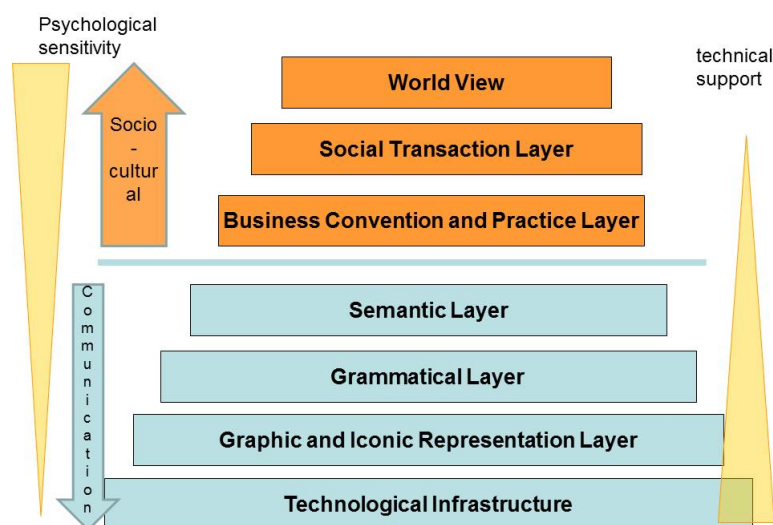 Psychological
sensitivity
technical
support
World View
Socio
-
cultur
al
Social Transaction Layer
Business Convention and Practice Layer
Communication
Semantic Layer
Grammatical Layer
Graphic and Iconic Representation Layer
Technological Infrastructure